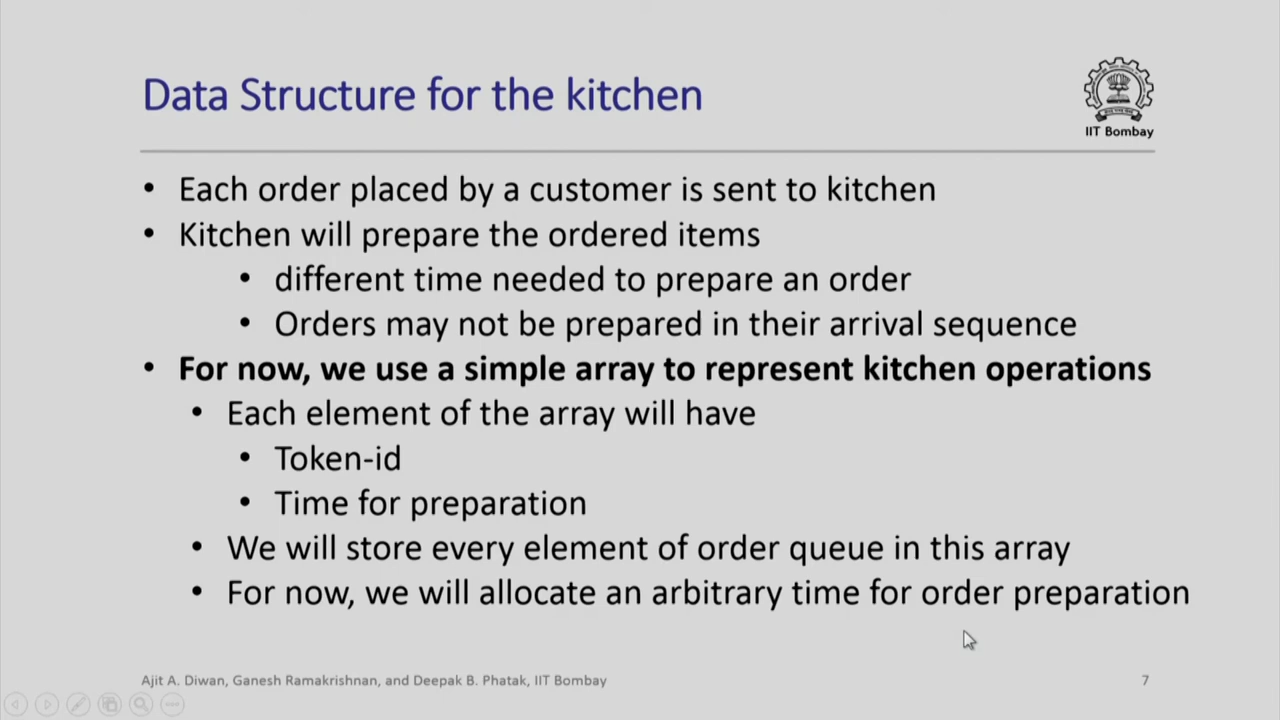 Data Structure for the kitchen
IIT Bombay
• Each order placed by a customer is sent to kitchen
• Kitchen will prepare the ordered items
• different time needed to prepare an order
• Orders may not be prepared in their arrival sequence
• For now, we use a simple array to represent kitchen operations
• Each element of the array will have
• Token-id
• Time for preparation
• We will store every element of order queue in this array
• For now, we will allocate an arbitrary time for order preparation
Ajit A. Diwan, Ganesh Ramakrishnan, and Deepak B. Phatak, IIT Bombay
7